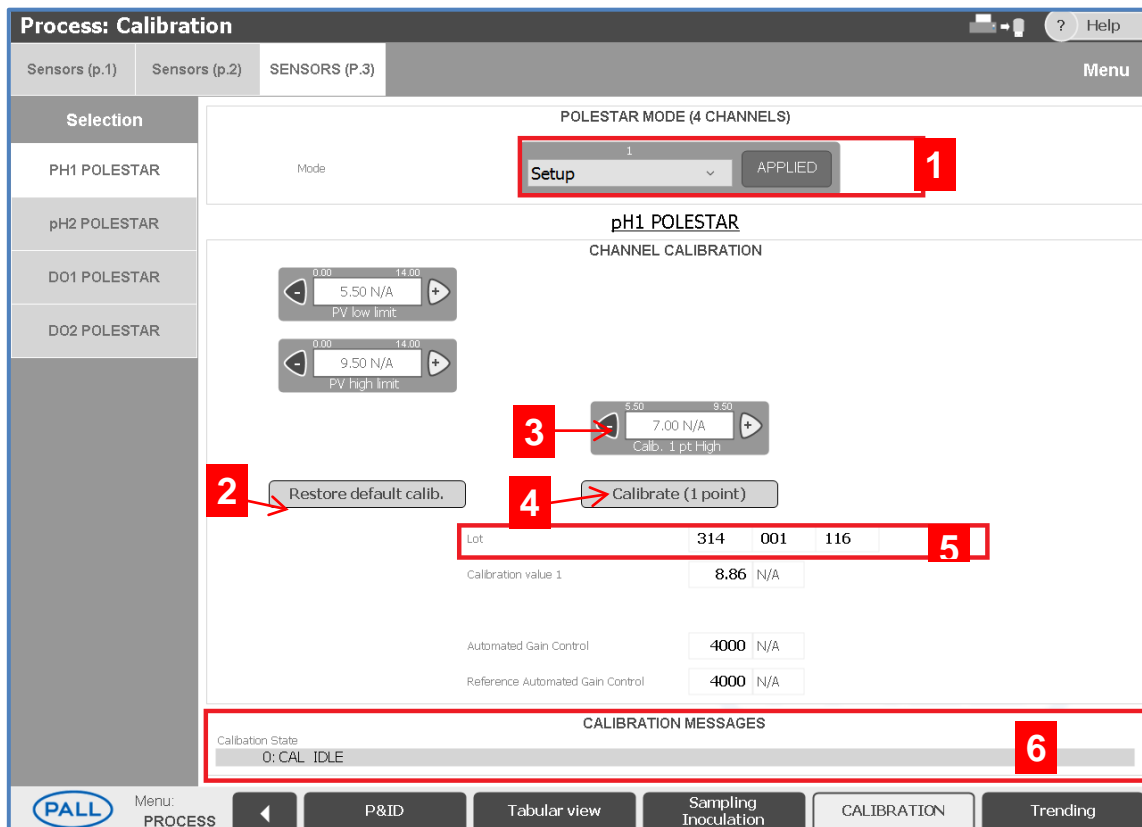 Process: Calibration
? Help
Sensors (p.1) Sensors (p.2) SENSORS (P.3) Menu
Selection
PH1 POLESTAR
pH2 POLESTAR
DO1 POLESTAR
DO2 POLESTAR
POLESTAR MODE (4 CHANNELS)
Mode
1
Setup APPLIED
1
pH1 POLESTAR
CHANNEL CALIBRATION
0.00 14.00
- 5.50 N/A +
PV low limit
0.00 14.00
- 9.50 N/A +
PV high limit
5.50 9.50
3 - 7.00 N/A +
Calib. 1 pt High
2 Restore default calib.
4 Calibrate (1 point)
Lot 314 001 116 5
Calibration value 1 8.86 N/A
Automated Gain Control 4000 N/A
Reference Automated Gain Control 4000 N/A
CALIBRATION MESSAGES
Calibation State
0: CAL IDLE
6
PALL
Menu:
PROCESS
P&ID
Tabular view
Sampling
Inoculation
CALIBRATION
Trending